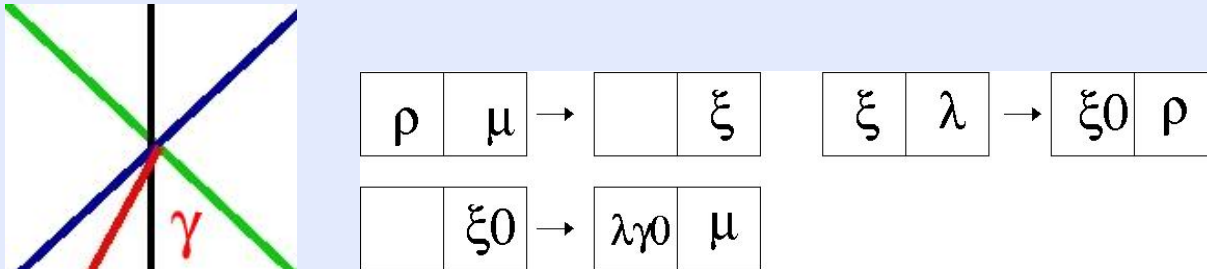 γ
ρ μ → ξ
ξ λ → ξ0 ρ
ξ0 → λγ0 μ